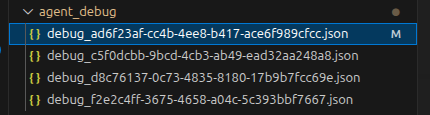 agent_debug
{} debug_ad6f23af-cc4b-4ee8-b417-ace6f989cfcc.json M
{} debug_c5f0dcbb-9bcd-4cb3-ab49-ead32aa248a8.json
{} debug_d8c76137-0c73-4835-8180-17b9b7fcc69e.json
{} debug_f2e2c4ff-3675-4658-a04c-5c393bbf7667.json